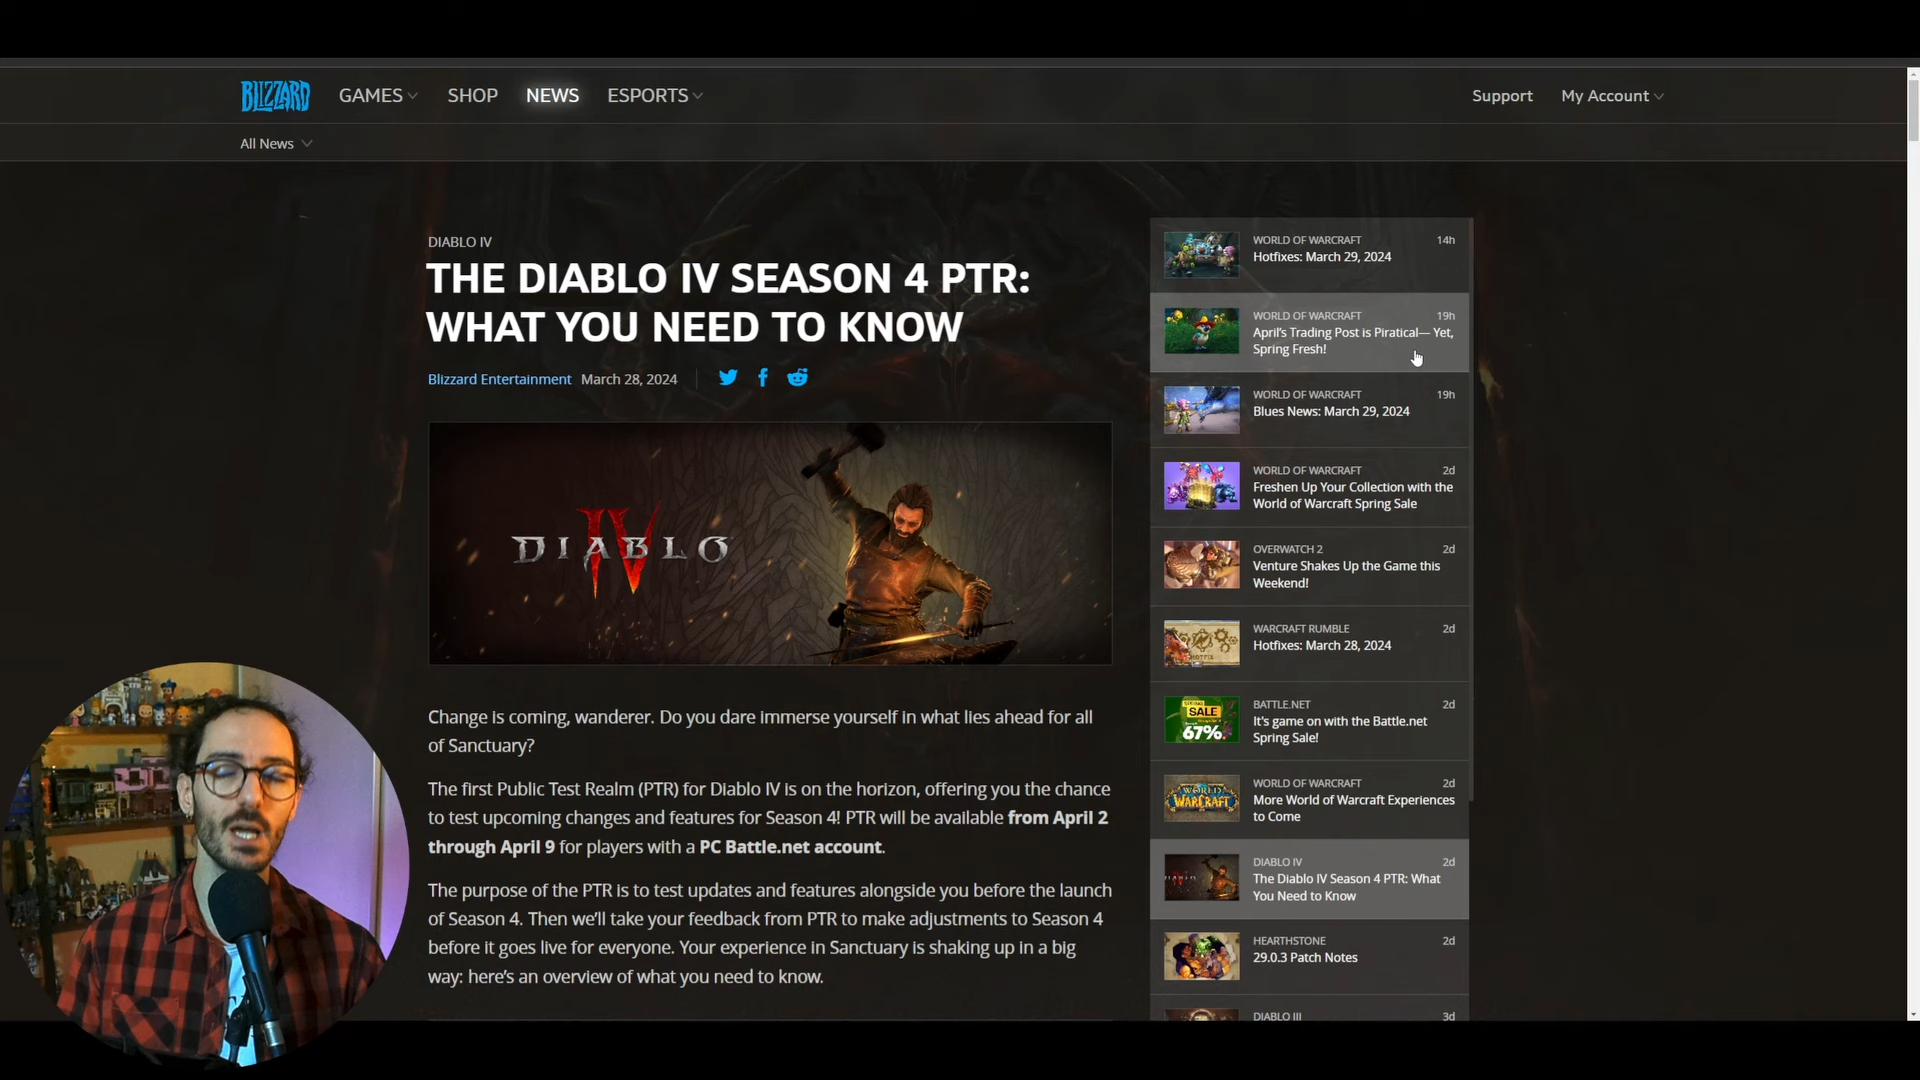 BLIZZARD
GAMES
SHOP
NEWS
ESPORTS
Support
My Account
All News
DIABLO IV
THE DIABLO IV SEASON 4 PTR:
WHAT YOU NEED TO KNOW
Blizzard Entertainment March 28, 2024
DIABLO
IV
Change is coming, wanderer. Do you dare immerse yourself in what lies ahead for all
of Sanctuary?
The first Public Test Realm (PTR) for Diablo IV is on the horizon, offering you the chance
to test upcoming changes and features for Season 4! PTR will be available from April 2
through April 9 for players with a PC Battle.net account.
The purpose of the PTR is to test updates and features alongside you before the launch
of Season 4. Then we'll take your feedback from PTR to make adjustments to Season 4
before it goes live for everyone. Your experience in Sanctuary is shaking up in a big
way: here's an overview of what you need to know.
WORLD OF WARCRAFT 14h
Hotfixes: March 29, 2024
WORLD OF WARCRAFT 19h
April's Trading Post is Piratical— Yet,
Spring Fresh!
WORLD OF WARCRAFT 19h
Blues News: March 29, 2024
WORLD OF WARCRAFT 2d
Freshen Up Your Collection with the
World of Warcraft Spring Sale
OVERWATCH 2 2d
Venture Shakes Up the Game this
Weekend!
WARCRAFT RUMBLE 2d
Hotfixes: March 28, 2024
HOTFIX
BATTLE.NET 2d
It's game on with the Battle.net
Spring Sale!
SALE
67%
WORLD OF WARCRAFT 2d
More World of Warcraft Experiences
to Come
WORLD OF
WARCRAFT
DIABLO IV 2d
The Diablo IV Season 4 PTR: What
You Need to Know
HEARTHSTONE 2d
29.0.3 Patch Notes
DIABLO III 3d